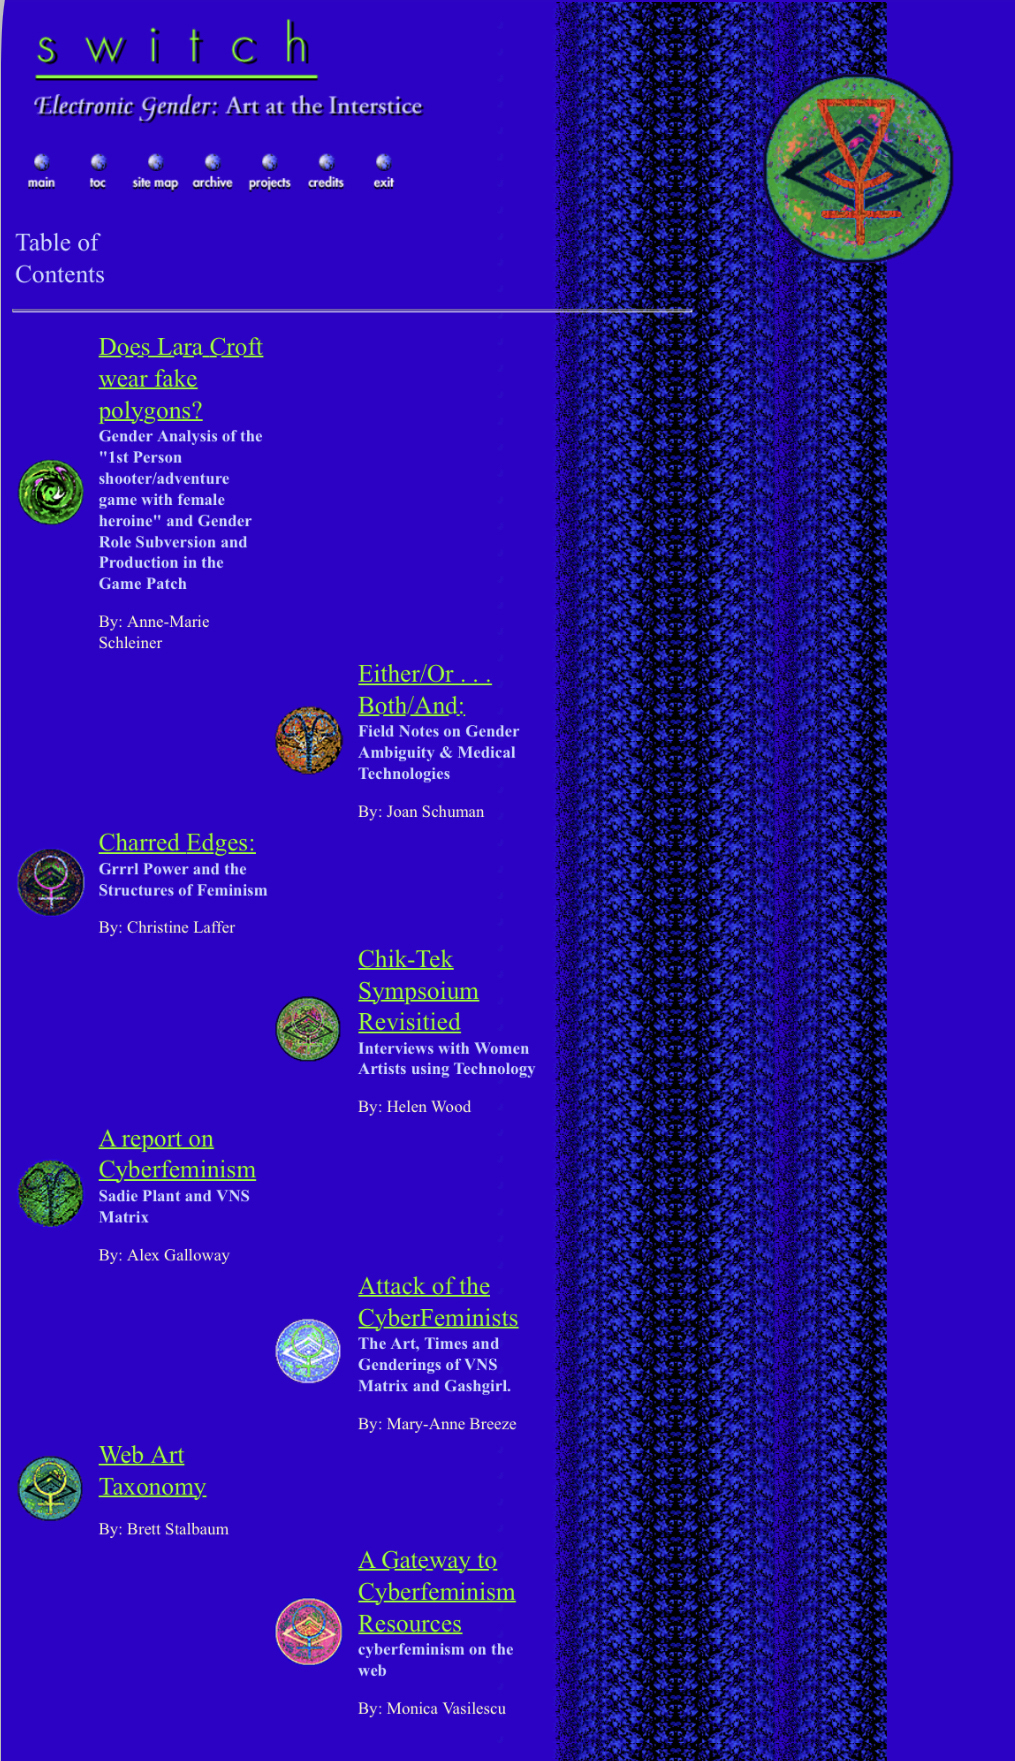 switch
Electronic Gender: Art at the Interstice
main toc site map archive projects credits exit
Table of
Contents
Does Lara Croft
wear fake
polygons?
Gender Analysis of the
"1st Person
shooter/adventure
game with female
heroine" and Gender
Role Subversion and
Production in the
Game Patch
By: Anne-Marie
Schleiner
Either/Or . . .
Both/And:
Field Notes on Gender
Ambiguity & Medical
Technologies
By: Joan Schuman
Charred Edges:
Grrrl Power and the
Structures of Feminism
By: Christine Laffer
Chik-Tek
Sympsoium
Revisitied
Interviews with Women
Artists using Technology
By: Helen Wood
A report on
Cyberfeminism
Sadie Plant and VNS
Matrix
By: Alex Galloway
Attack of the
CyberFeminists
The Art, Times and
Genderings of VNS
Matrix and Gashgirl.
By: Mary-Anne Breeze
Web Art
Taxonomy
By: Brett Stalbaum
A Gateway to
Cyberfeminism
Resources
cyberfeminism on the
web
By: Monica Vasilescu